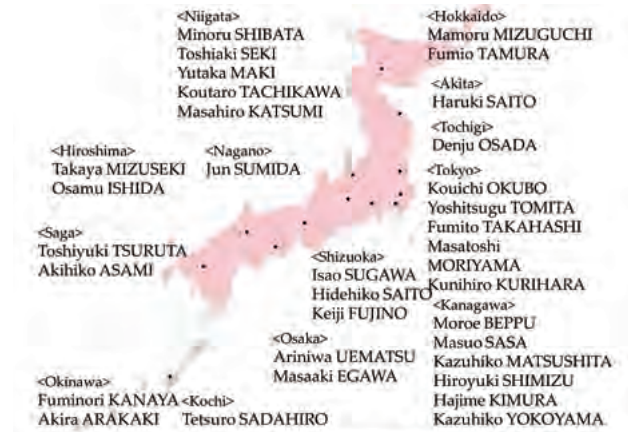 <Niigata>
Minoru SHIBATA
Toshiaki SEKI
Yutaka MAKI
Koutaro TACHIKAWA
Masahiro KATSUMI
<Hokkaido>
Mamoru MIZUGUCHI
Fumio TAMURA
<Akita>
Haruki SAITO
<Tochigi>
Denju OSADA
<Hiroshima>
Takaya MIZUSEKI
Osamu ISHIDA
<Nagano>
Jun SUMIDA
<Tokyo>
Kouichi OKUBO
Yoshitsugu TOMITA
Fumito TAKAHASHI
Masatoshi
MORIYAMA
Kunihiro KURIHARA
<Saga>
Toshiyuki TSURUTA
Akihiko ASAMI
<Shizuoka>
Isao SUGAWA
Hidehiko SAITO
Keiji FUJINO
<Kanagawa>
Moroe BEPPU
Masuo SASA
Kazuhiko MATSUSHITA
Hiroyuki SHIMIZU
Hajime KIMURA
Kazuhiko YOKOYAMA
<Osaka>
Ariniwa UEMATSU
Masaaki EGAWA
<Okinawa>
Fuminori KANAYA
Akira ARAKAKI
<Kochi>
Tetsuro SADAHIRO